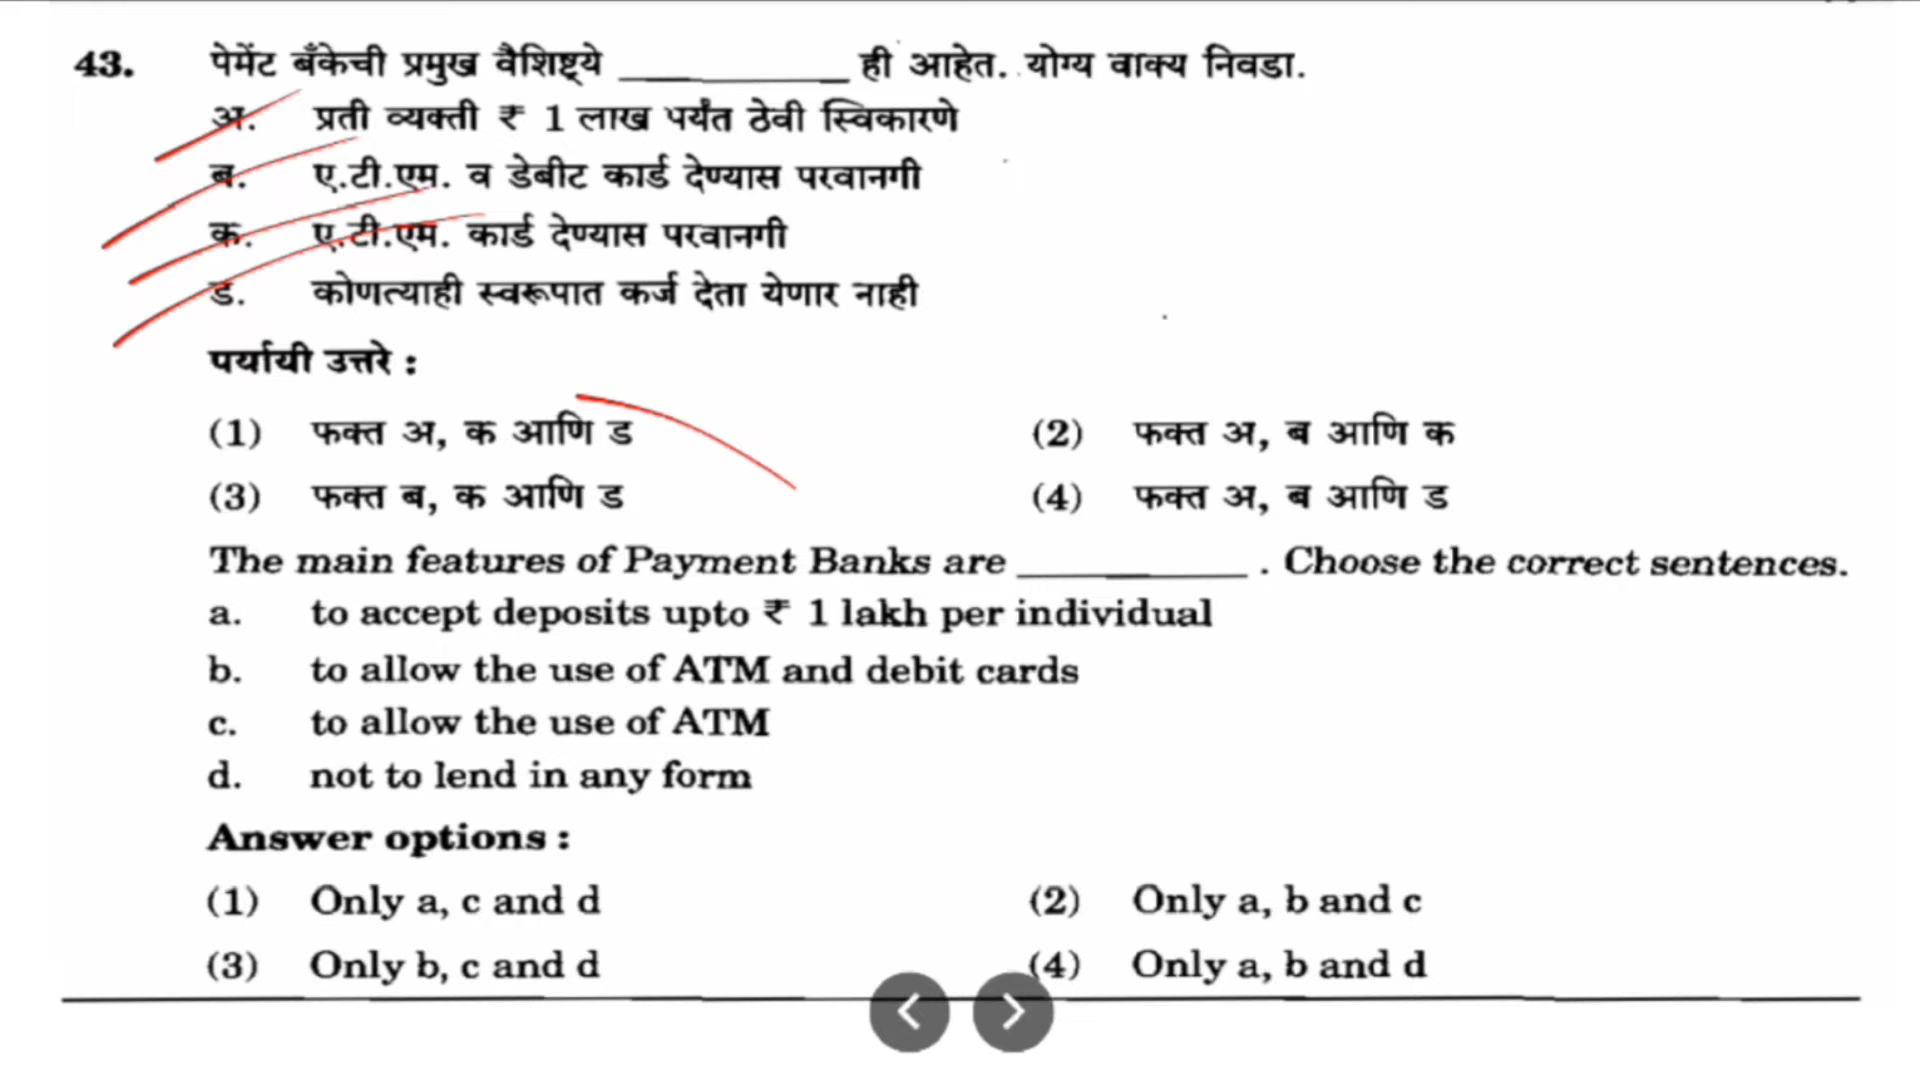 43. पेमेंट बँकेची प्रमुख वैशिष्ट्ये __________ ही आहेत. योग्य वाक्य निवडा.
अ. प्रती व्यक्ती ₹ 1 लाख पर्यंत ठेवी स्विकारणे
ब. ए.टी.एम. व डेबीट कार्ड देण्यास परवानगी
क. ए.टी.एम. कार्ड देण्यास परवानगी
ड. कोणत्याही स्वरूपात कर्ज देता येणार नाही
पर्यायी उत्तरे :
(1) फक्त अ, क आणि ड (2) फक्त अ, ब आणि क
(3) फक्त ब, क आणि ड (4) फक्त अ, ब आणि ड
The main features of Payment Banks are __________ . Choose the correct sentences.
a. to accept deposits upto ₹ 1 lakh per individual
b. to allow the use of ATM and debit cards
c. to allow the use of ATM
d. not to lend in any form
Answer options :
(1) Only a, c and d (2) Only a, b and c
(3) Only b, c and d (4) Only a, b and d